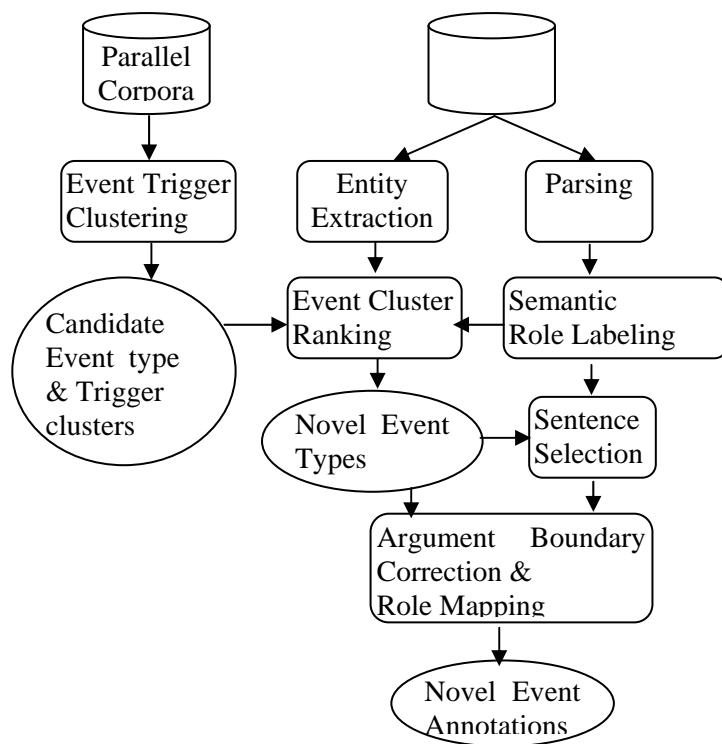 Parallel
Corpora
Event Trigger
Clustering
Entity
Extraction
Parsing
Candidate
Event type
& Trigger
clusters
Event Cluster
Ranking
Semantic
Role Labeling
Novel Event
Types
Sentence
Selection
Argument Boundary
Correction &
Role Mapping
Novel Event
Annotations